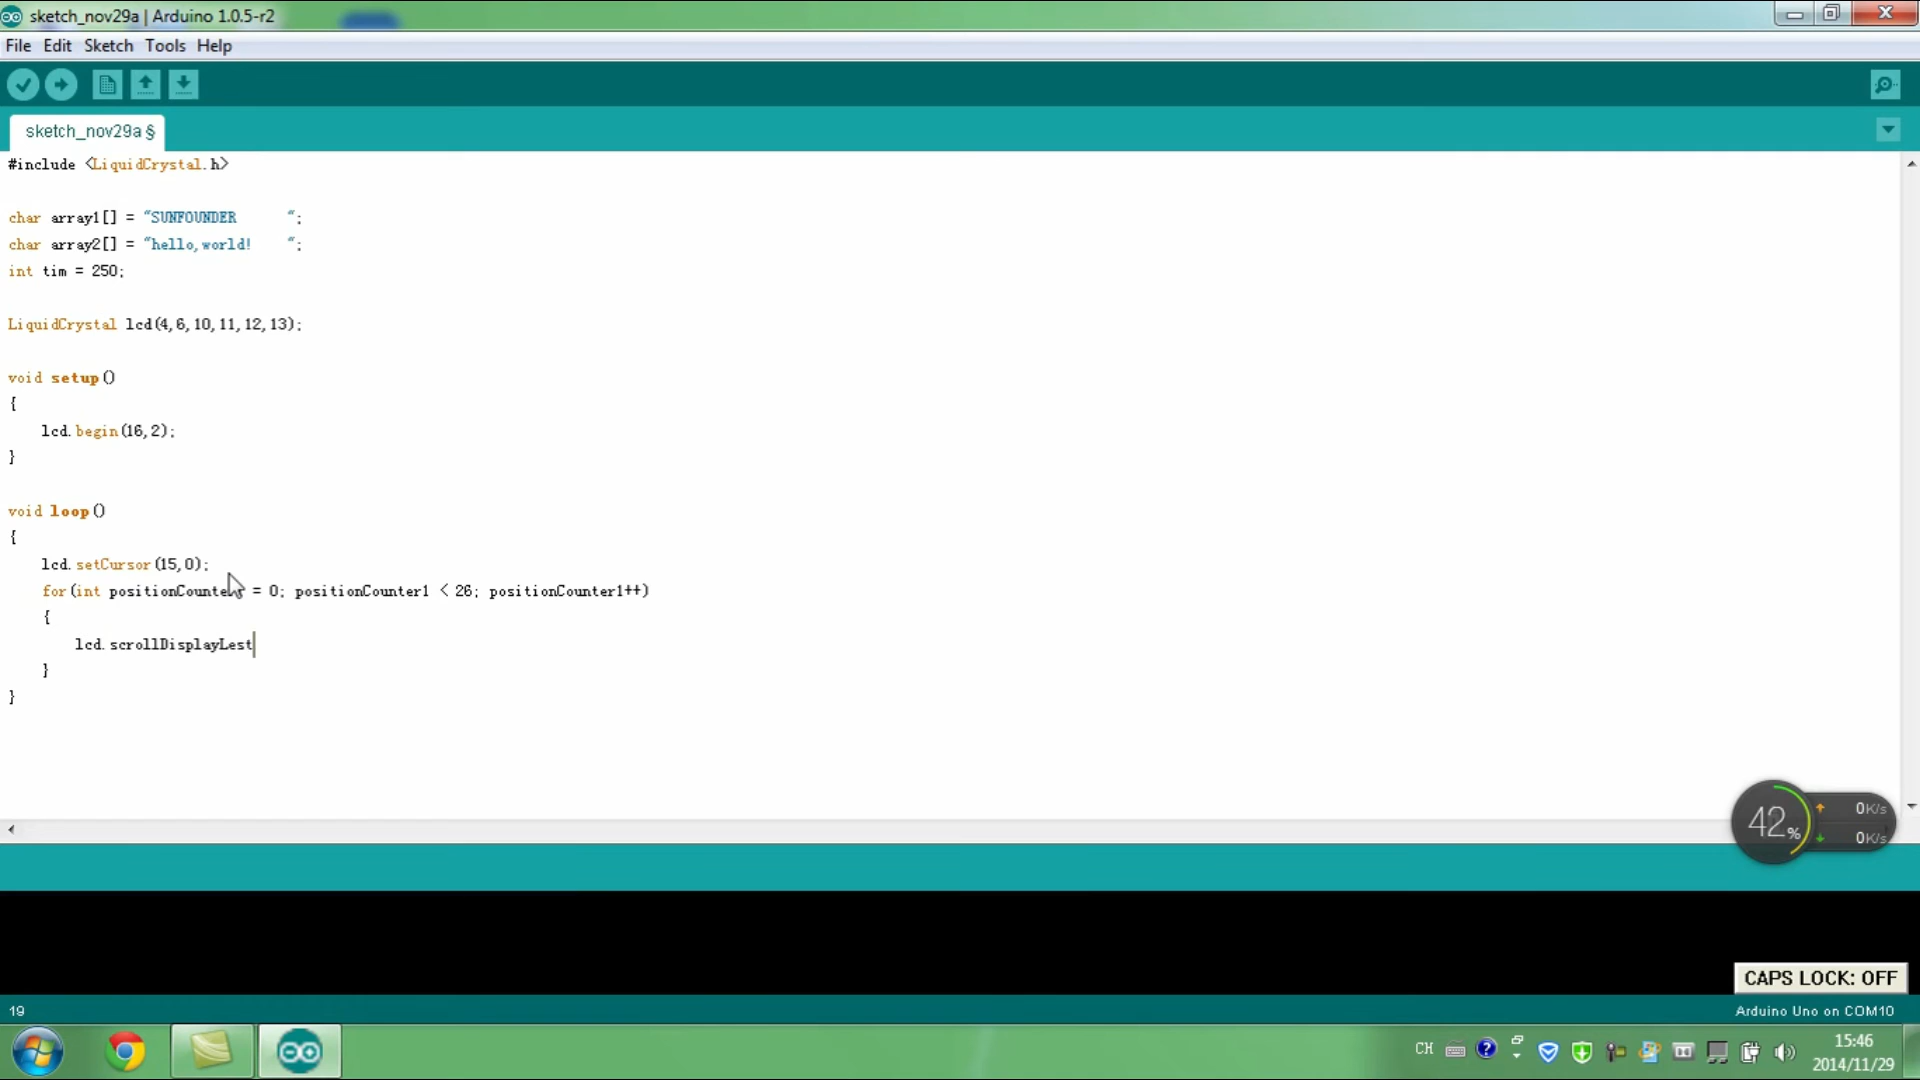 sketch_nov29a | Arduino 1.0.5-r2
File Edit Sketch Tools Help
sketch_nov29a §
#include <LiquidCrystal.h>
char array1[] = "SUNFOUNDER      ";
char array2[] = "hello,world!    ";
int tim = 250;
LiquidCrystal lcd(4,6,10,11,12,13);
void setup()
{
lcd.begin(16,2);
}
void loop()
{
lcd.setCursor(15,0);
for(int positionCounter = 0; positionCounter1 < 26; positionCounter1++)
{
lcd.scrollDisplayLest
}
}
42%
0K/s
0K/s
CAPS LOCK: OFF
19
Arduino Uno on COM10
CH
15:46
2014/11/29